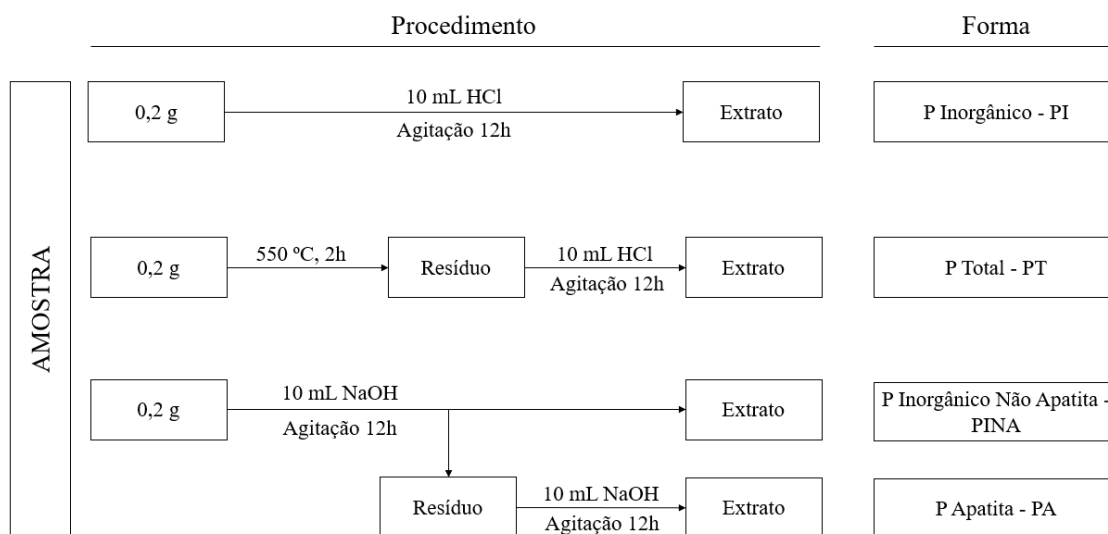 Procedimento
Forma
AMOSTRA
0,2 g
10 mL HCl
Agitação 12h
Extrato
P Inorgânico - PI
0,2 g
550 ºC, 2h
Resíduo
10 mL HCl
Agitação 12h
Extrato
P Total - PT
0,2 g
10 mL NaOH
Agitação 12h
Extrato
P Inorgânico Não Apatita -
PINA
Resíduo
10 mL NaOH
Agitação 12h
Extrato
P Apatita - PA